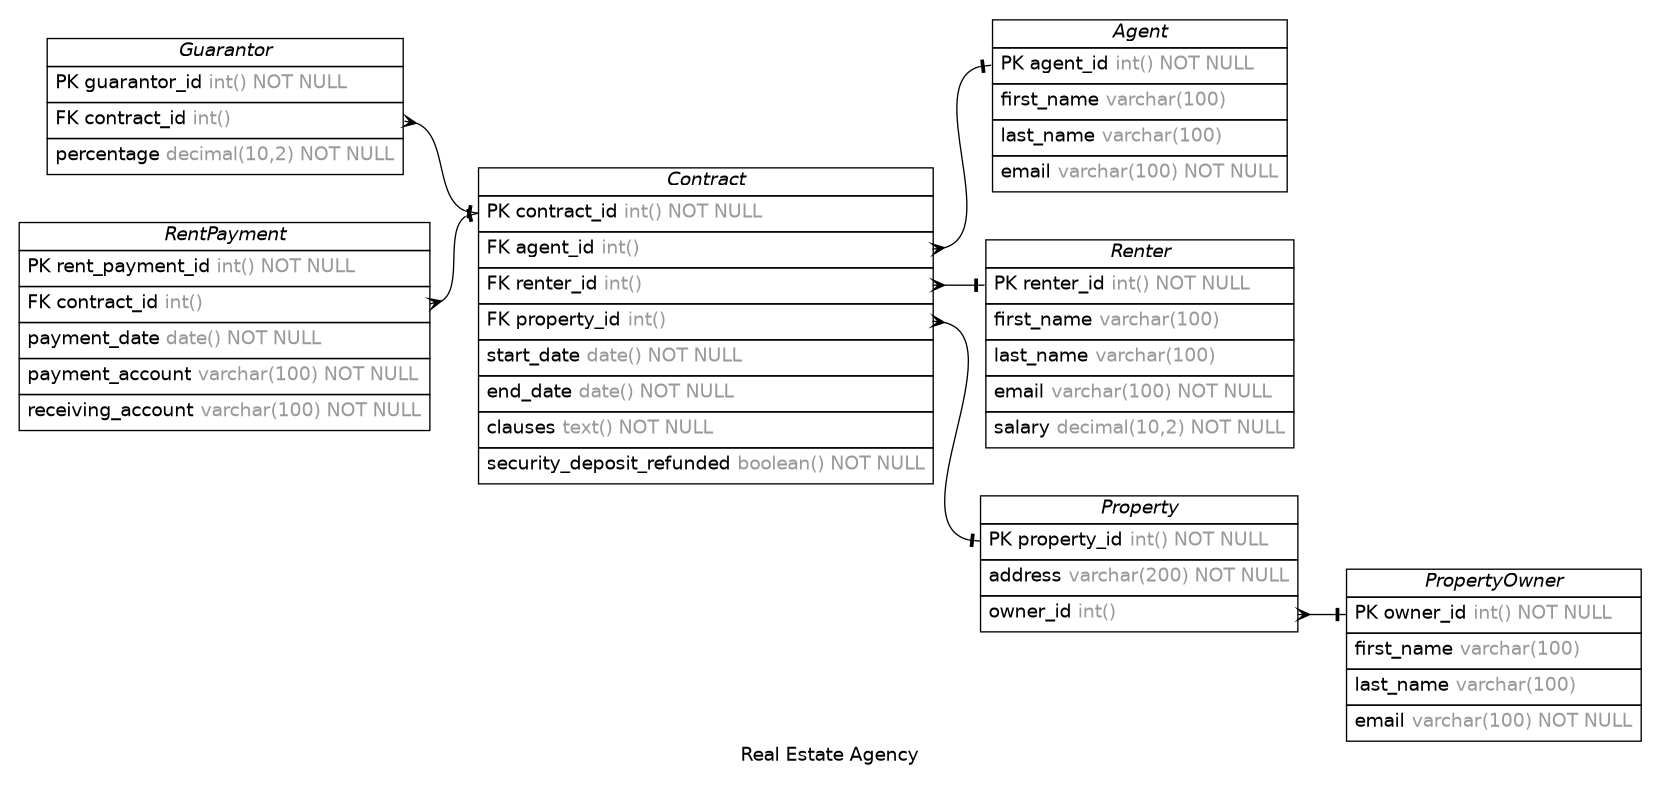 Guarantor
PK guarantor_id int() NOT NULL
FK contract_id int()
percentage decimal(10,2) NOT NULL
RentPayment
PK rent_payment_id int() NOT NULL
FK contract_id int()
payment_date date() NOT NULL
payment_account varchar(100) NOT NULL
receiving_account varchar(100) NOT NULL
Contract
PK contract_id int() NOT NULL
FK agent_id int()
FK renter_id int()
FK property_id int()
start_date date() NOT NULL
end_date date() NOT NULL
clauses text() NOT NULL
security_deposit_refunded boolean() NOT NULL
Agent
PK agent_id int() NOT NULL
first_name varchar(100)
last_name varchar(100)
email varchar(100) NOT NULL
Renter
PK renter_id int() NOT NULL
first_name varchar(100)
last_name varchar(100)
email varchar(100) NOT NULL
salary decimal(10,2) NOT NULL
Property
PK property_id int() NOT NULL
address varchar(200) NOT NULL
owner_id int()
PropertyOwner
PK owner_id int() NOT NULL
first_name varchar(100)
last_name varchar(100)
email varchar(100) NOT NULL
Real Estate Agency